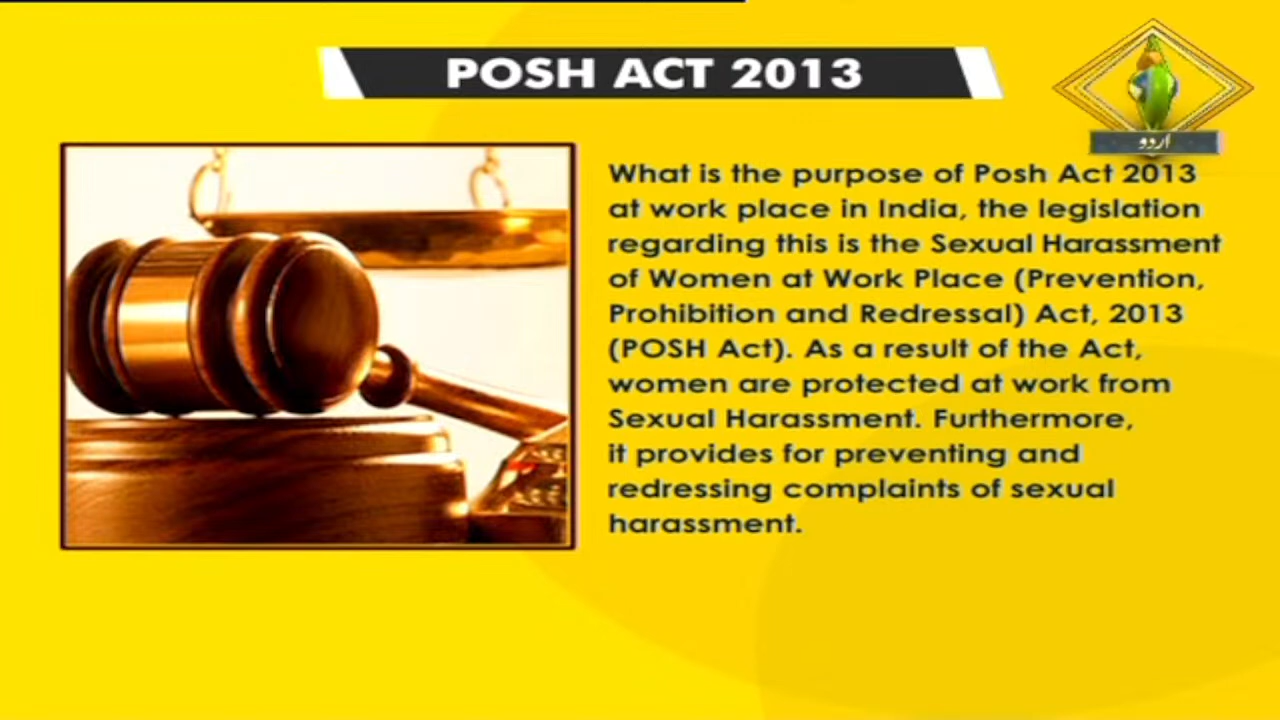 POSH ACT 2013
اردو
What is the purpose of Posh Act 2013
at work place in India, the legislation
regarding this is the Sexual Harassment
of Women at Work Place (Prevention,
Prohibition and Redressal) Act, 2013
(POSH Act). As a result of the Act,
women are protected at work from
Sexual Harassment. Furthermore,
it provides for preventing and
redressing complaints of sexual
harassment.